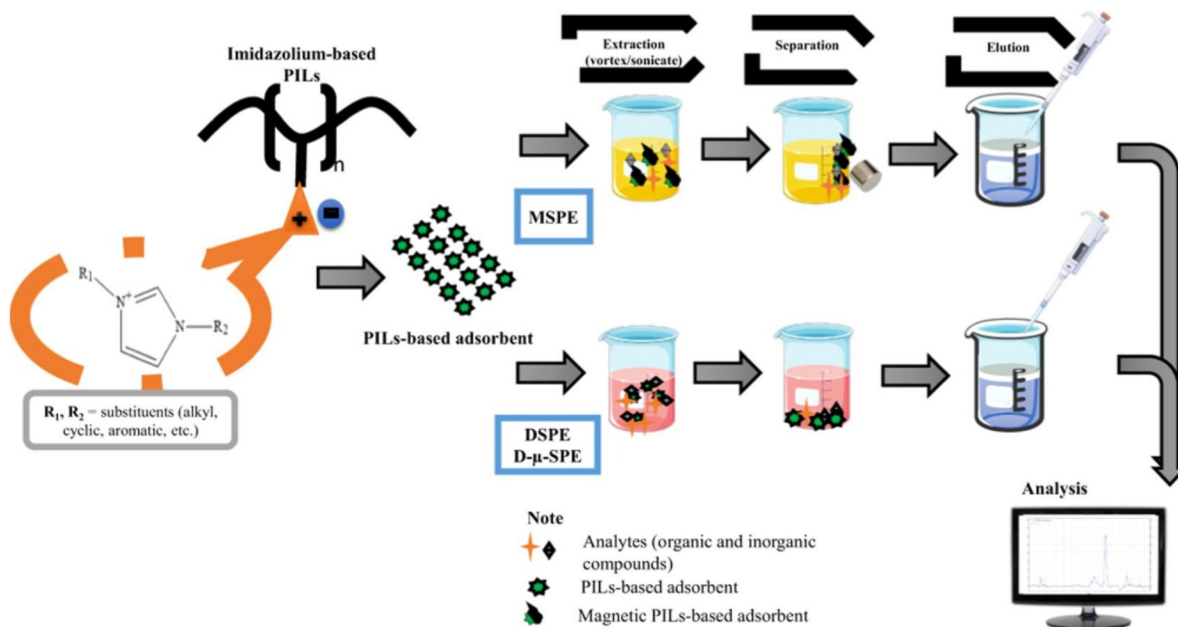 Imidazolium-based
PILs
n
Extraction
(vortex/sonicate)
Separation
Elution
MSPE
R1
N+
N
R2
PILs-based adsorbent
R1, R2 = substituents (alkyl,
cyclic, aromatic, etc.)
DSPE
D-μ-SPE
Analysis
Note
Analytes (organic and inorganic
compounds)
PILs-based adsorbent
Magnetic PILs-based adsorbent